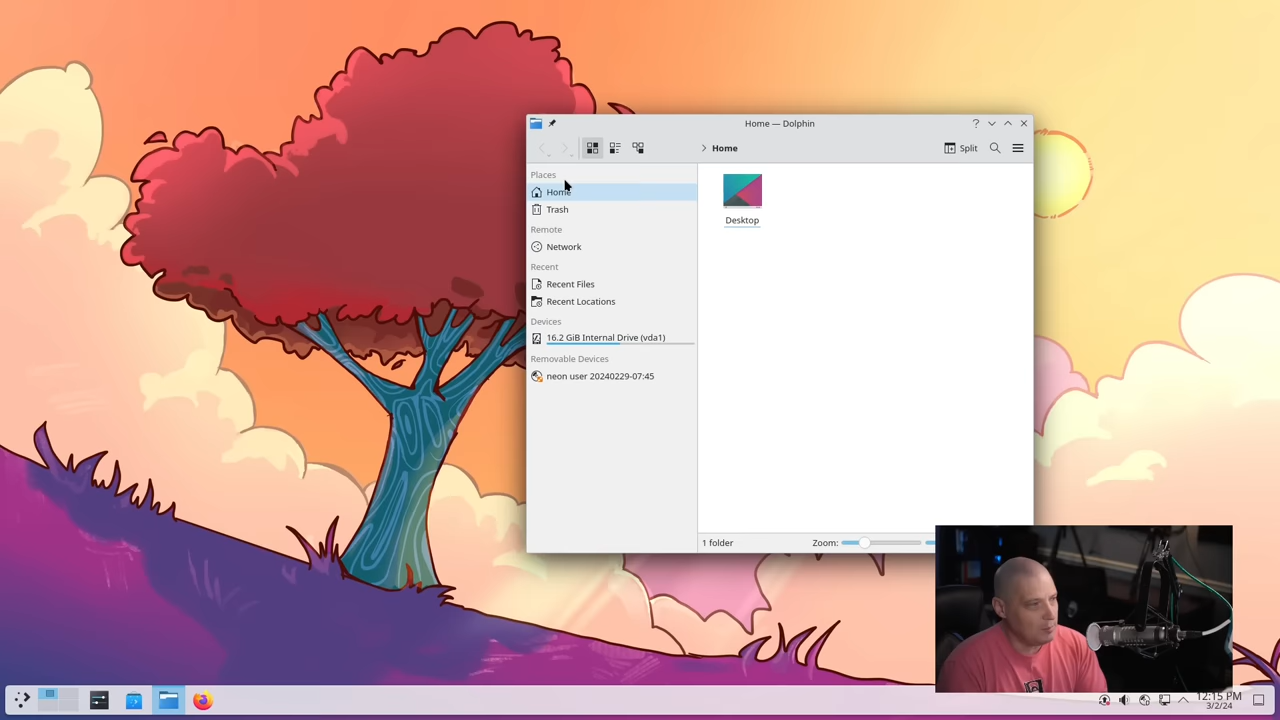 Home — Dolphin
Home
Split
Places
Home
Trash
Remote
Network
Recent
Recent Files
Recent Locations
Devices
16.2 GiB Internal Drive (vda1)
Removable Devices
neon user 20240229-07:45
Desktop
1 folder
Zoom:
12:15 PM
3/2/24